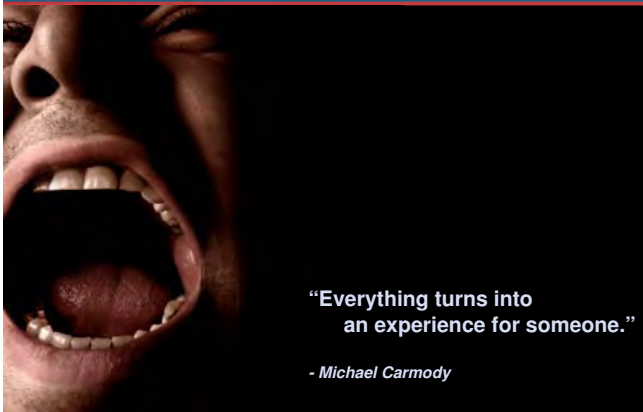 “Everything turns into
an experience for someone.”
- Michael Carmody